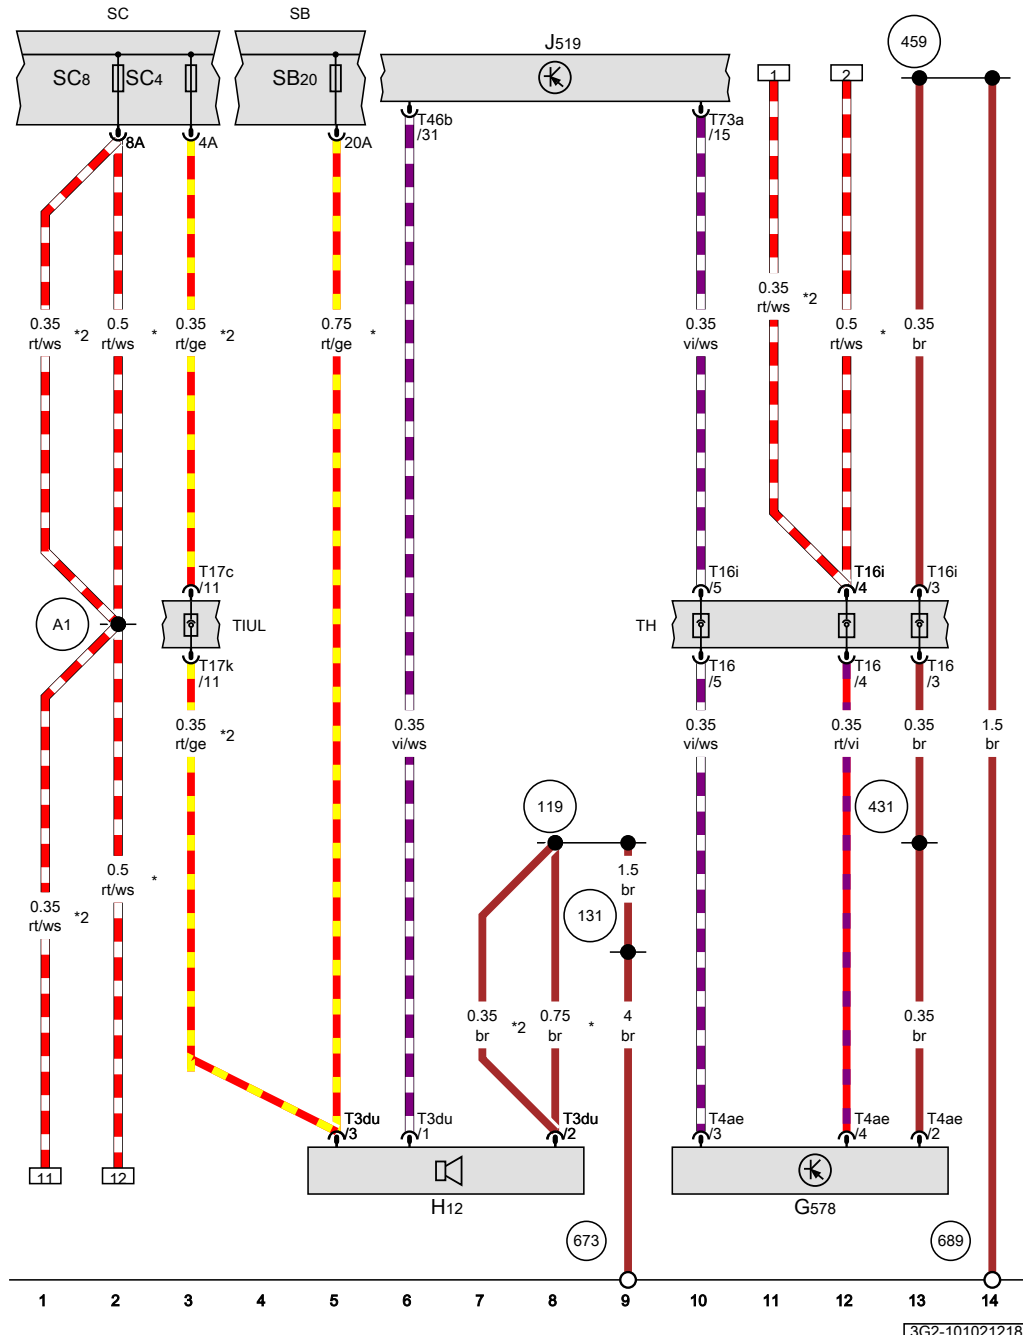 SC SB
J519
459
SC8 SC4 SB20
1 2
8A 4A 20A
T46b
/31
T73a
/15
0.35
rt/ws *2
0.35
rt/ws *2
0.5
rt/ws *
0.35
rt/ge *2
0.75
rt/ge *
0.35
vi/ws
0.5
rt/ws *
0.35
br
T17c
/11
T16i
/5
T16i
/4
T16i
/3
A1 TIUL TH
T17k
/11
T16
/5
T16
/4
T16
/3
0.35
rt/ge *2
0.35
vi/ws
0.35
vi/ws
0.35
rt/vi
0.35
br
1.5
br
119 431
0.5
rt/ws *
1.5
br
0.35
rt/ws *2
131
0.35
br *2
0.75
br *
4
br
0.35
br
T3du
/3
T3du
/1
T3du
/2
T4ae
/3
T4ae
/4
T4ae
/2
11 12
H12 G578
673 689
1 2 3 4 5 6 7 8 9 10 11 12 13 14
3G2-101021218